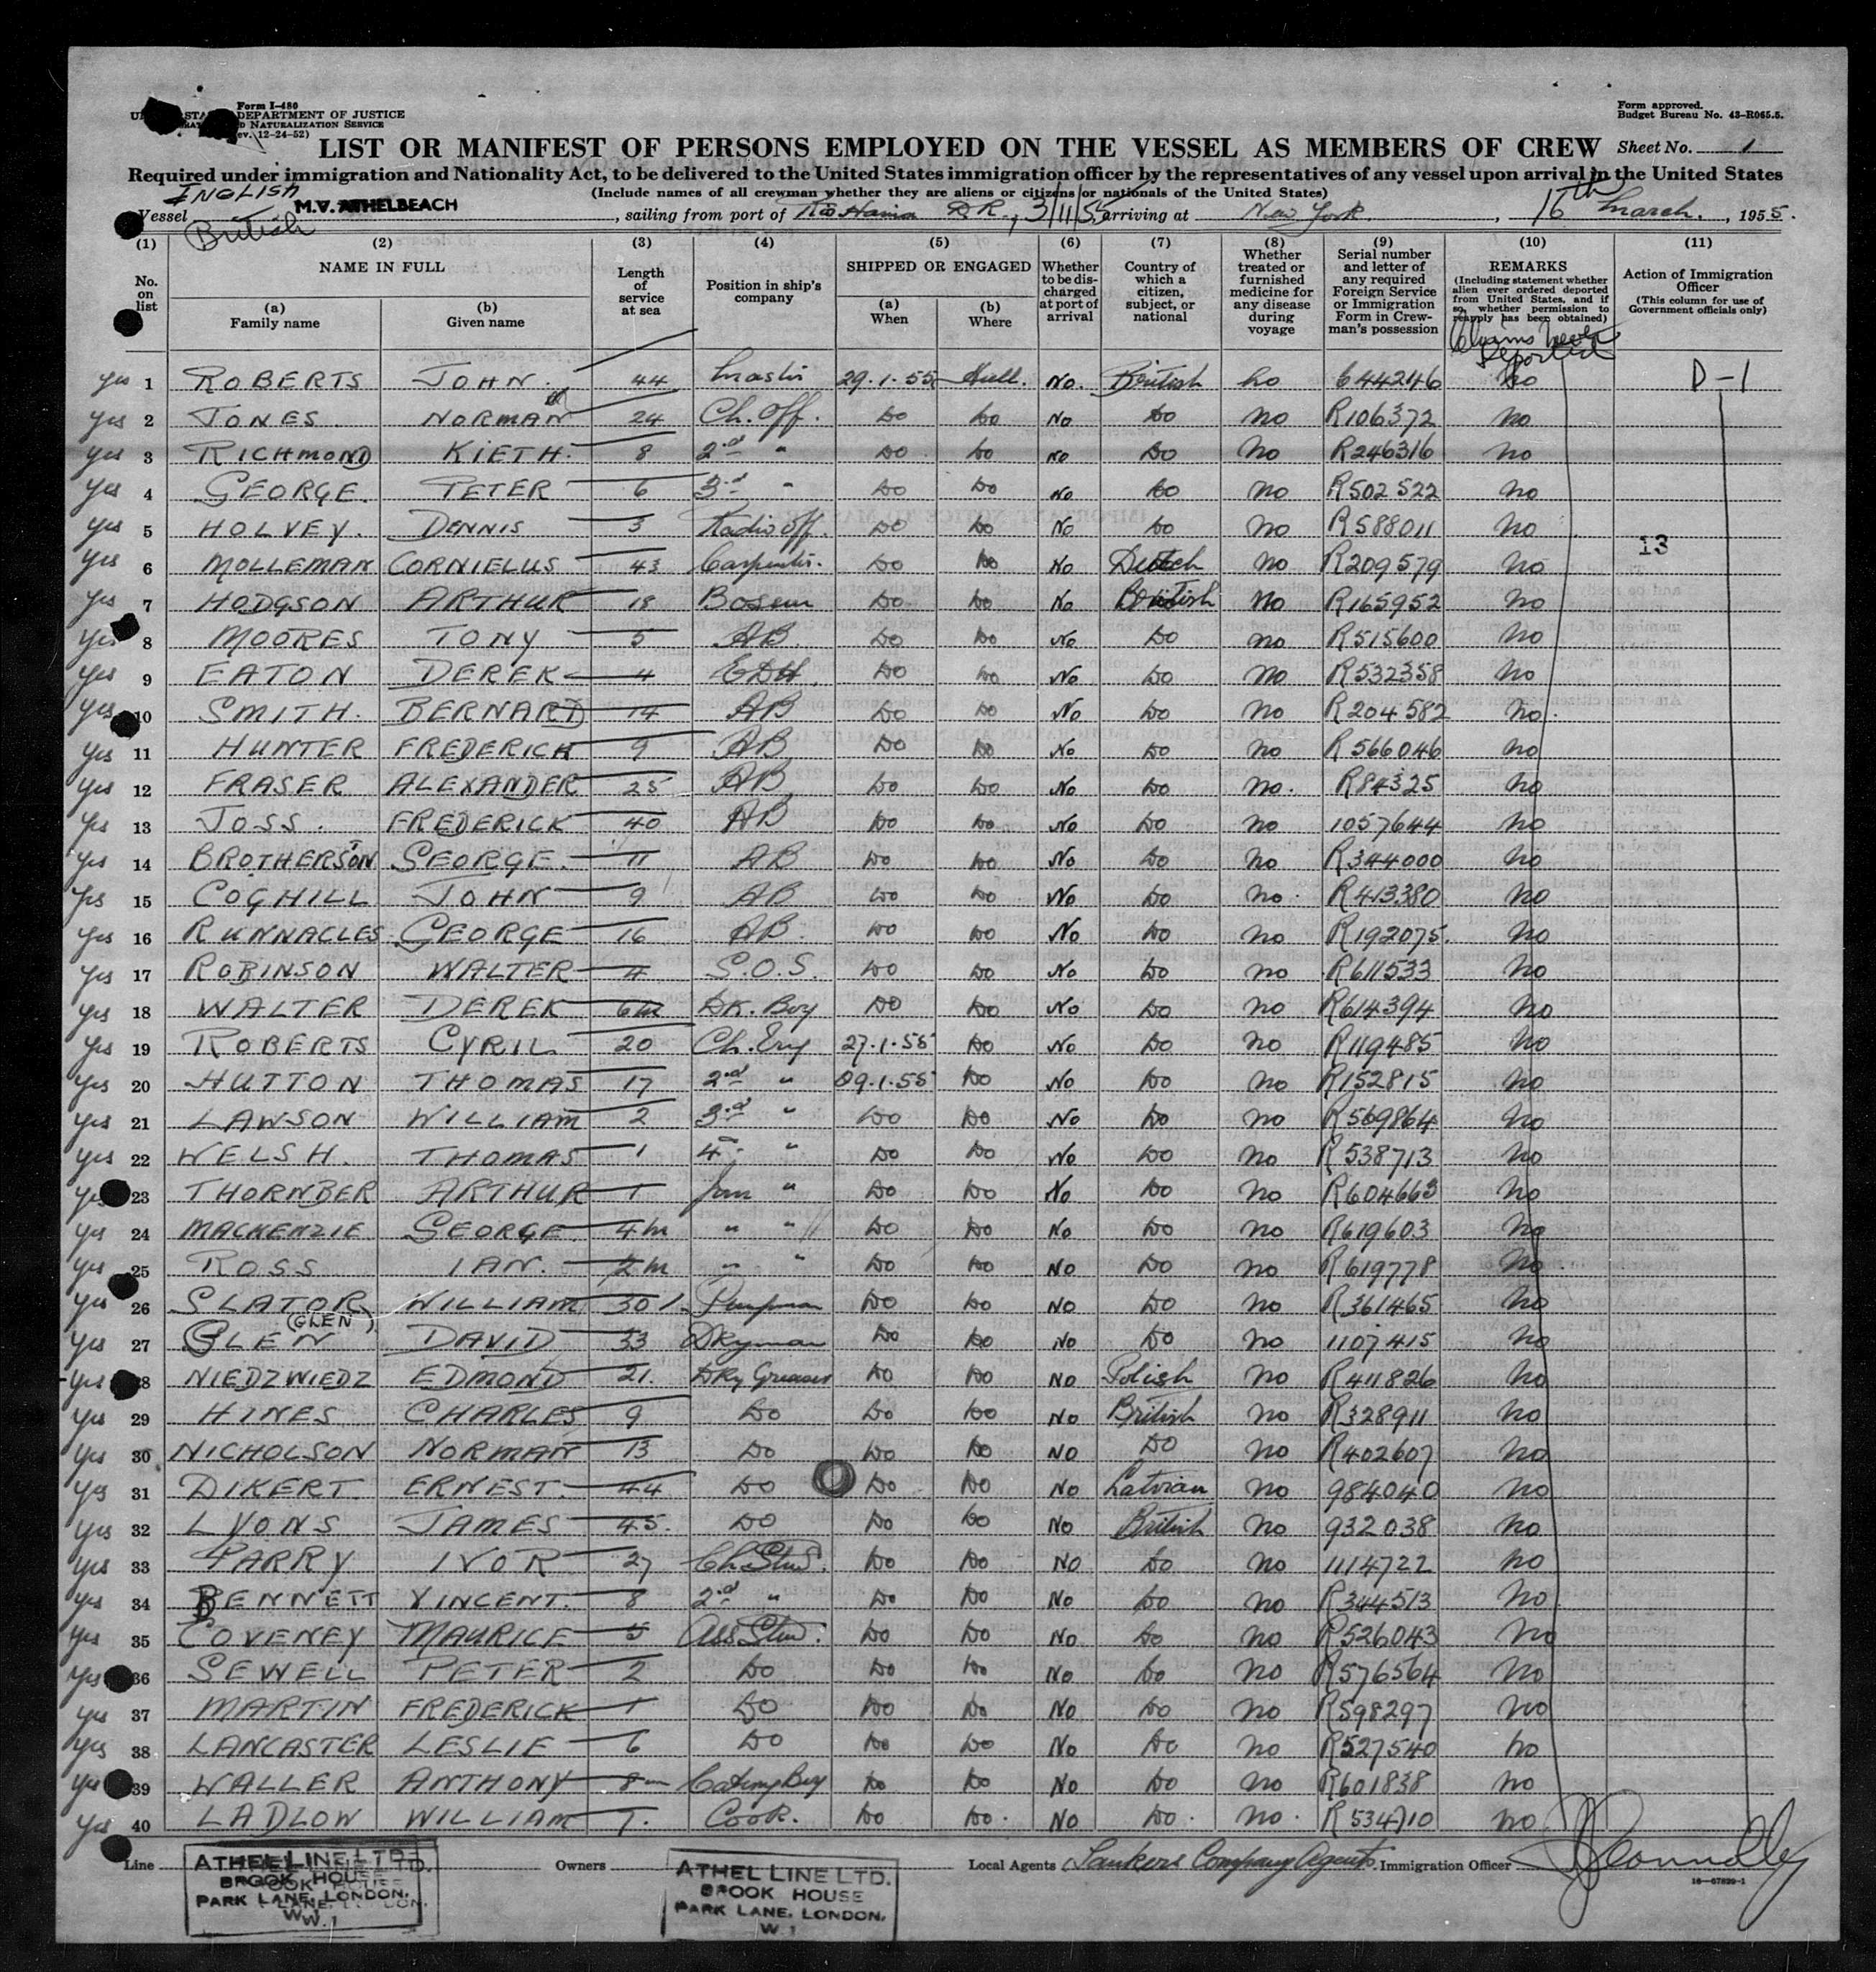 Form I-480
DEPARTMENT OF JUSTICE
NATURALIZATION SERVICE
12-24-52)
Form approved.
Budget Bureau No. 43-R065.5.
LIST OR MANIFEST OF PERSONS EMPLOYED ON THE VESSEL AS MEMBERS OF CREW Sheet No. 1
Required under immigration and Nationality Act, to be delivered to the United States immigration officer by the representatives of any vessel upon arrival in the United States
(Include names of all crewman whether they are aliens or citizens or nationals of the United States)
INGLISH
Vessel M.V. ATHELBEACH, sailing from port of Rio Haina D.R., 3/11/55 arriving at New York, 16th March, 1955.
British
(1) (2) (3) (4) (5) (6) (7) (8) (9) (10) (11)
No. on list NAME IN FULL (a) Family name (b) Given name Length of service at sea Position in ship's company SHIPPED OR ENGAGED (a) When (b) Where Whether to be discharged at port of arrival Country of which a citizen, subject, or national Whether treated or furnished medicine for any disease during voyage Serial number and letter of any required Foreign Service or Immigration Form in Crewman's possession REMARKS (Including statement whether alien ever ordered deported from United States, and if so, whether permission to reapply has been obtained) Action of Immigration Officer (This column for use of Government officials only)
Claims never Deported
Yes 1 ROBERTS JOHN. 44 Master 29.1.55 Hull. No. British No 644246 No D-1
Yes 2 JONES. NORMAN 24 Ch. Off. Do Do No Do No R106372 No
Yes 3 RICHMOND KIETH. 8 2nd " Do Do No Do No R246316 No
Yes 4 GEORGE. PETER 6 3rd " Do Do No Do No R502522 No
Yes 5 HOLVEY. DENNIS 3 Radio Off. Do Do No Do No R588011 No
13
Yes 6 MOLLEMAN CORNIELUS 43 Carpenter. Do Do No Dutch No R209579 No
Yes 7 HODGSON ARTHUR 18 Bosun Do Do No British No R165952 No
Yes 8 MOORES TONY 5 AB. Do Do No Do No R515600 No
Yes 9 EATON DEREK 4 EDH. Do Do No Do No R532358 No
Yes 10 SMITH. BERNARD 14 AB Do Do No Do No R204582 No.
Yes 11 HUNTER FREDERICK 9 AB Do Do No Do No R566046 No
Yes 12 FRASER ALEXANDER 25 AB Do Do No Do No. R84325 No
Yes 13 JOSS. FREDERICK 40 AB Do Do No Do No 1057644 No
Yes 14 BROTHERSTON GEORGE. 11 AB Do Do No Do No R344000 No
Yes 15 COGHILL JOHN 9 AB Do Do No Do No. R413380 No
Yes 16 RUNNACLES GEORGE 16 AB. Do Do No Do No R192075. No
Yes 17 ROBINSON WALTER 4 S.O.S. Do Do No Do No R611533 No
Yes 18 WALTER DEREK 6m DK. Boy Do Do No Do No R614394 No
Yes 19 ROBERTS CYRIL 20 Ch. Eng 27.1.55 Do No Do No R119485 No
Yes 20 HUTTON THOMAS 17 2nd " 29.1.55 Do No Do No R152815 No
Yes 21 LAWSON WILLIAM 2 3rd " Do Do No Do No R569864 No
Yes 22 WELSH. THOMAS 1 4th " Do Do No Do No R538713 No
Yes 23 THORNBER ARTHUR 1 Jun " Do Do No Do No R604663 No
Yes 24 MACKENZIE GEORGE. 4m " " Do Do No Do No R619603 No
Yes 25 ROSS IAN. 2m " " Do Do No Do No R619778 No
Yes 26 SLATOR WILLIAM 30 Pumpman Do Do No Do No R361465 No
(GLEN)
Yes 27 GLEN DAVID 33 Dkyman Do Do No Do No 1107415 No
Yes 28 NIEDZWIEDZ EDMOND 21. Dky Greaser Do Do No Polish No R411826 No
Yes 29 HINES CHARLES 9 Do Do Do No British No R328911 No
Yes 30 NICHOLSON NORMAN 13 Do Do Do No Do No R402607 No
Yes 31 DIKERT ERNEST. 44 Do Do Do No Latvian No 984040 No
Yes 32 LYONS JAMES 45. Do Do Do No British No 932038 No
Yes 33 PARRY IVOR 27 Ch. Stwd. Do Do No Do No 1114722 No
Yes 34 BENNETT VINCENT. 8 2nd " Do Do No Do No R344513 No
Yes 35 COVENEY MAURICE 5 Ass Stwd. Do Do No Do No R526043 No
Yes 36 SEWELL PETER 2 Do Do Do No Do No R576564 No
Yes 37 MARTIN FREDERICK 1 Do Do Do No Do No R598297 No
Yes 38 LANCASTER LESLIE 6 Do Do Do No Do No R527540 No
Yes 39 WALLER ANTHONY 8m Catering Boy Do Do No Do No R601838 No
Yes 40 LADLOW WILLIAM 7. Cook. Do Do. No Do. No. R534710 No
Line Owners Local Agents Company Agents. Immigration Officer
ATHEL LINE LTD.
BROOK HOUSE
PARK LANE, LONDON.
W.1
ATHEL LINE LTD.
BROOK HOUSE
PARK LANE, LONDON.
W.1
16-67829-1